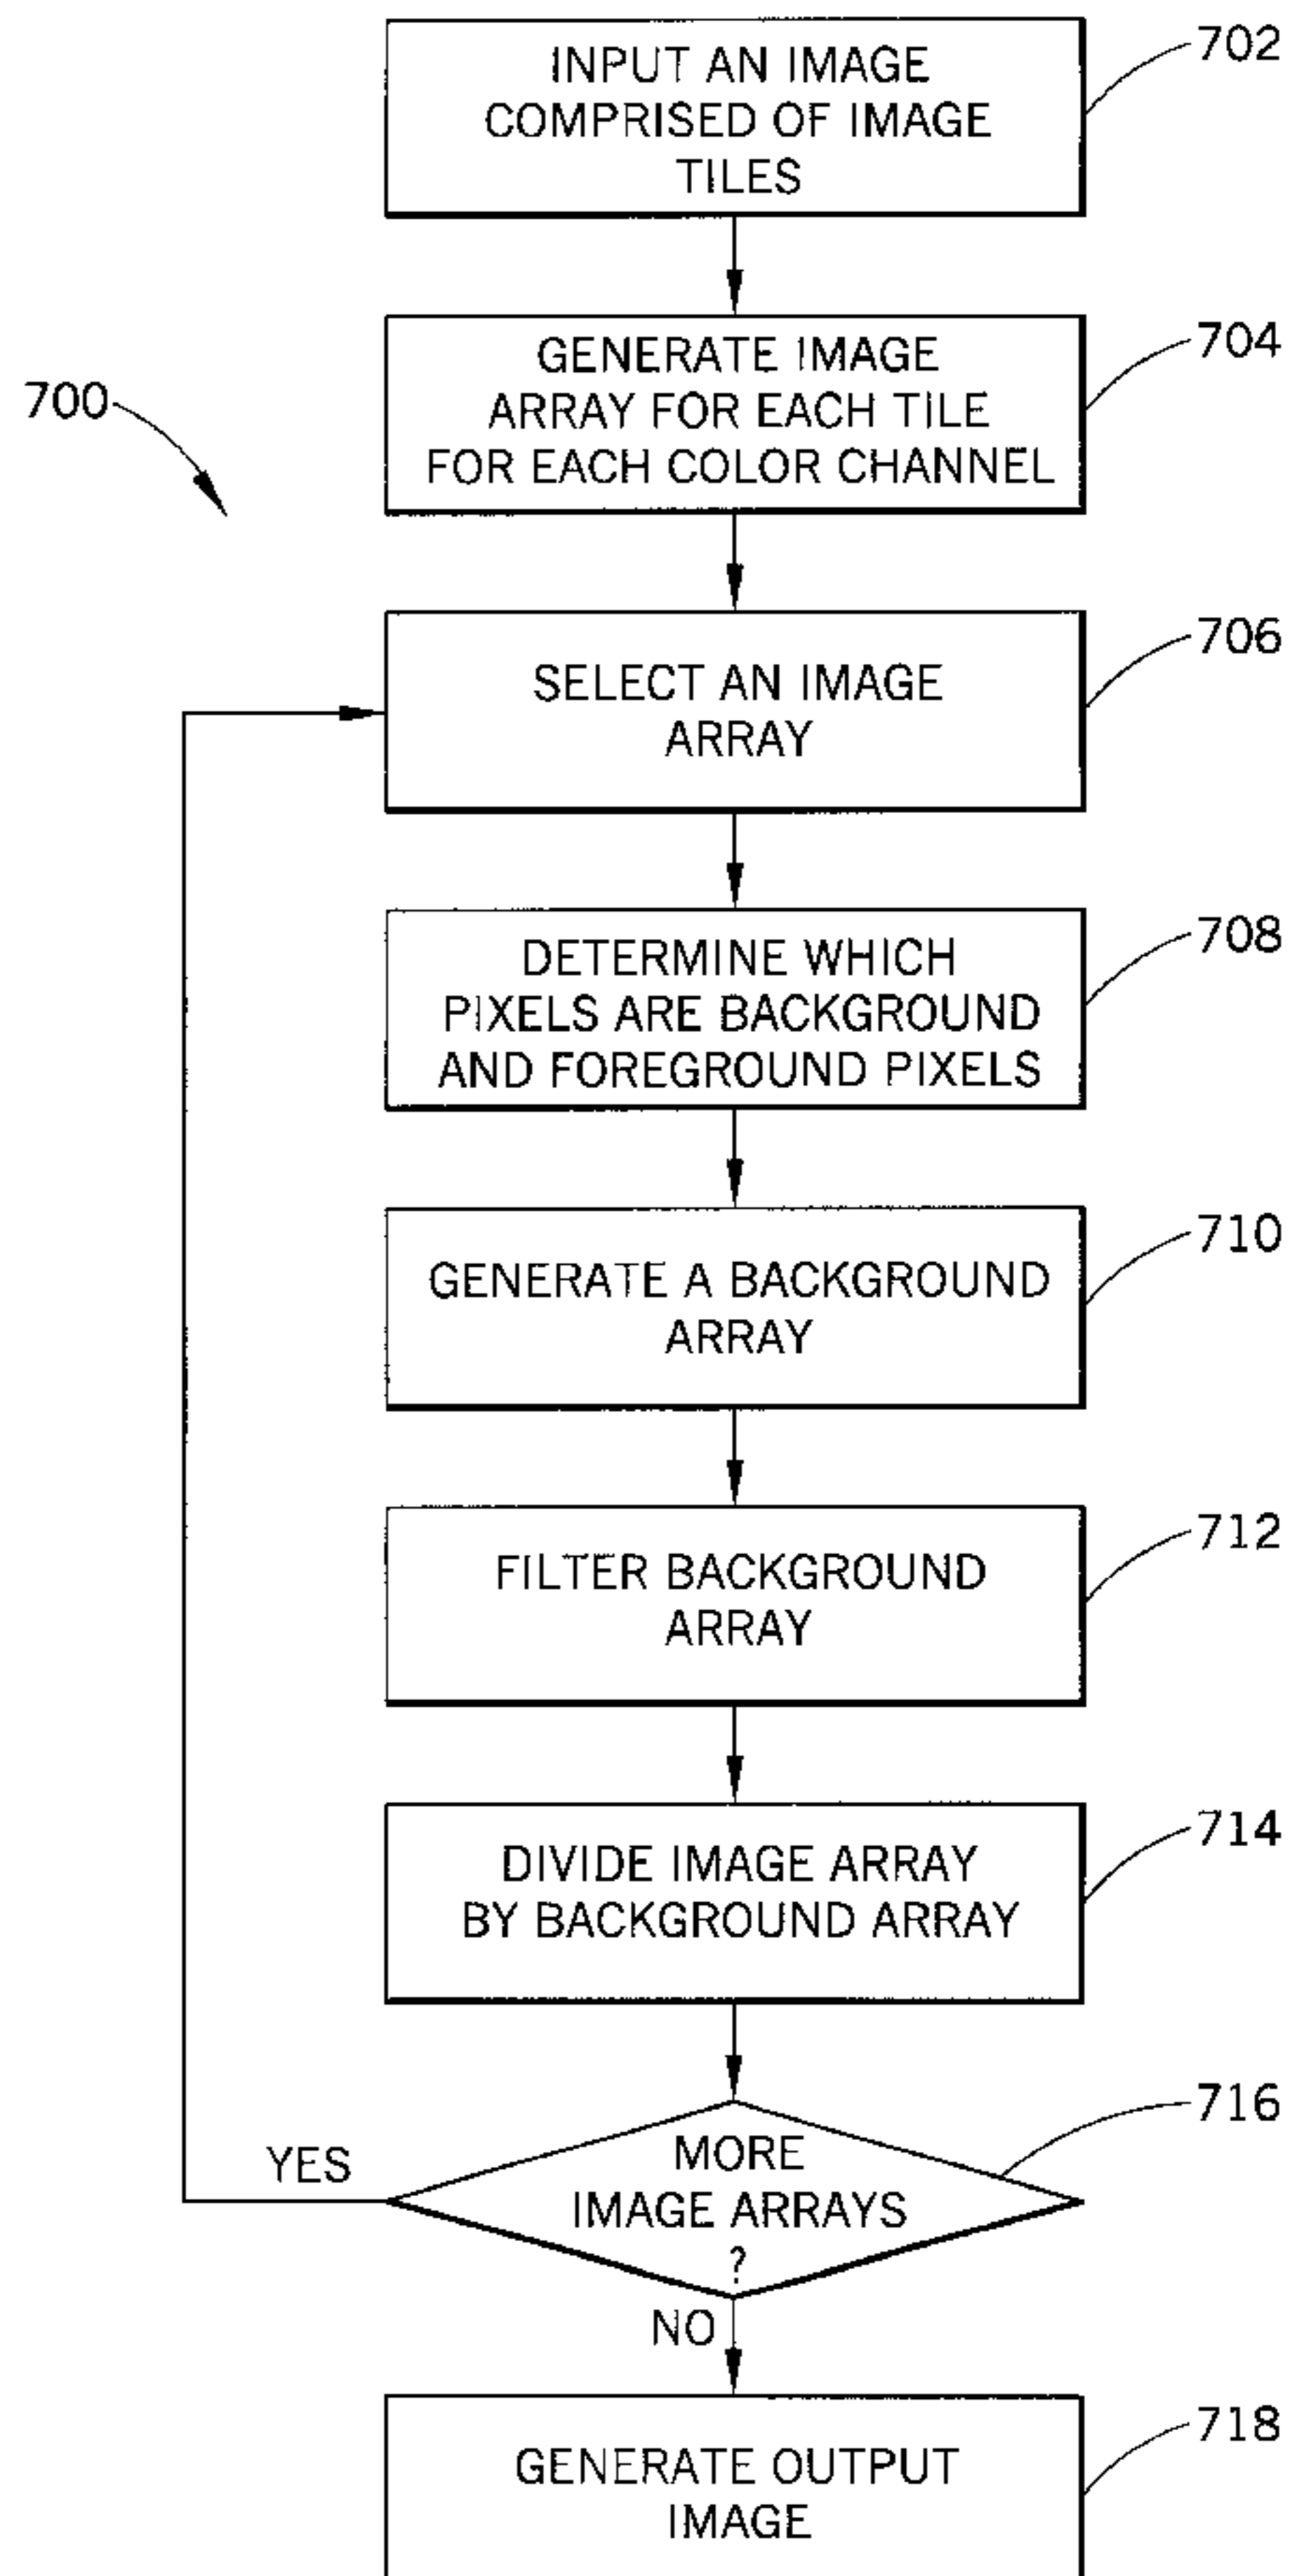 INPUT AN IMAGE
COMPRISED OF IMAGE
TILES
702
GENERATE IMAGE
ARRAY FOR EACH TILE
FOR EACH COLOR CHANNEL
704
700
SELECT AN IMAGE
ARRAY
706
DETERMINE WHICH
PIXELS ARE BACKGROUND
AND FOREGROUND PIXELS
708
GENERATE A BACKGROUND
ARRAY
710
FILTER BACKGROUND
ARRAY
712
DIVIDE IMAGE ARRAY
BY BACKGROUND ARRAY
714
MORE
IMAGE ARRAYS
?
716
YES
NO
GENERATE OUTPUT
IMAGE
718